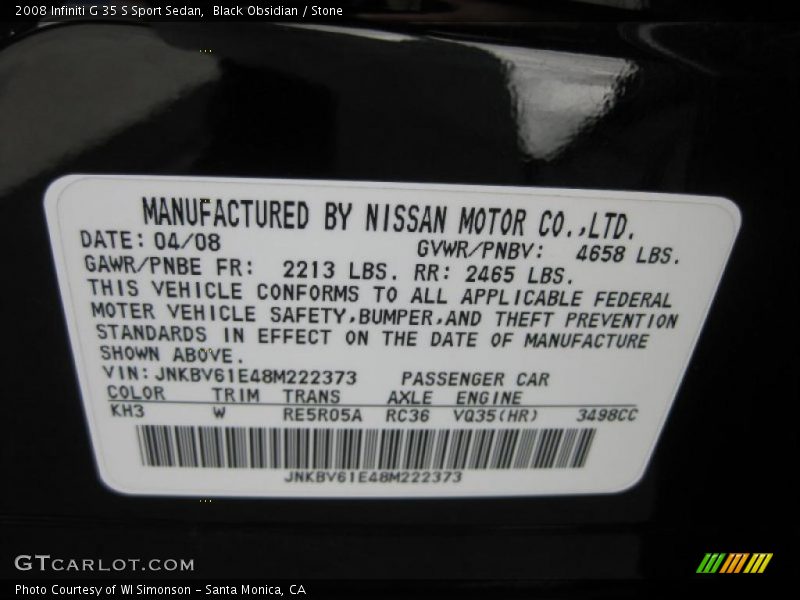 2008 Infiniti G 35 S Sport Sedan,  Black Obsidian / Stone
MANUFACTURED BY NISSAN MOTOR CO.,LTD.
DATE: 04/08 GVWR/PNBV: 4658 LBS.
GAWR/PNBE FR: 2213 LBS. RR: 2465 LBS.
THIS VEHICLE CONFORMS TO ALL APPLICABLE FEDERAL
MOTER VEHICLE SAFETY,BUMPER,AND THEFT PREVENTION
STANDARDS IN EFFECT ON THE DATE OF MANUFACTURE
SHOWN ABOVE.
VIN: JNKBV61E48M222373 PASSENGER CAR
COLOR TRIM TRANS AXLE ENGINE
KH3 W RE5R05A RC36 VQ35(HR) 3498CC
JNKBV61E48M222373
GTCARLOT.COM
Photo Courtesy of WI Simonson - Santa Monica, CA